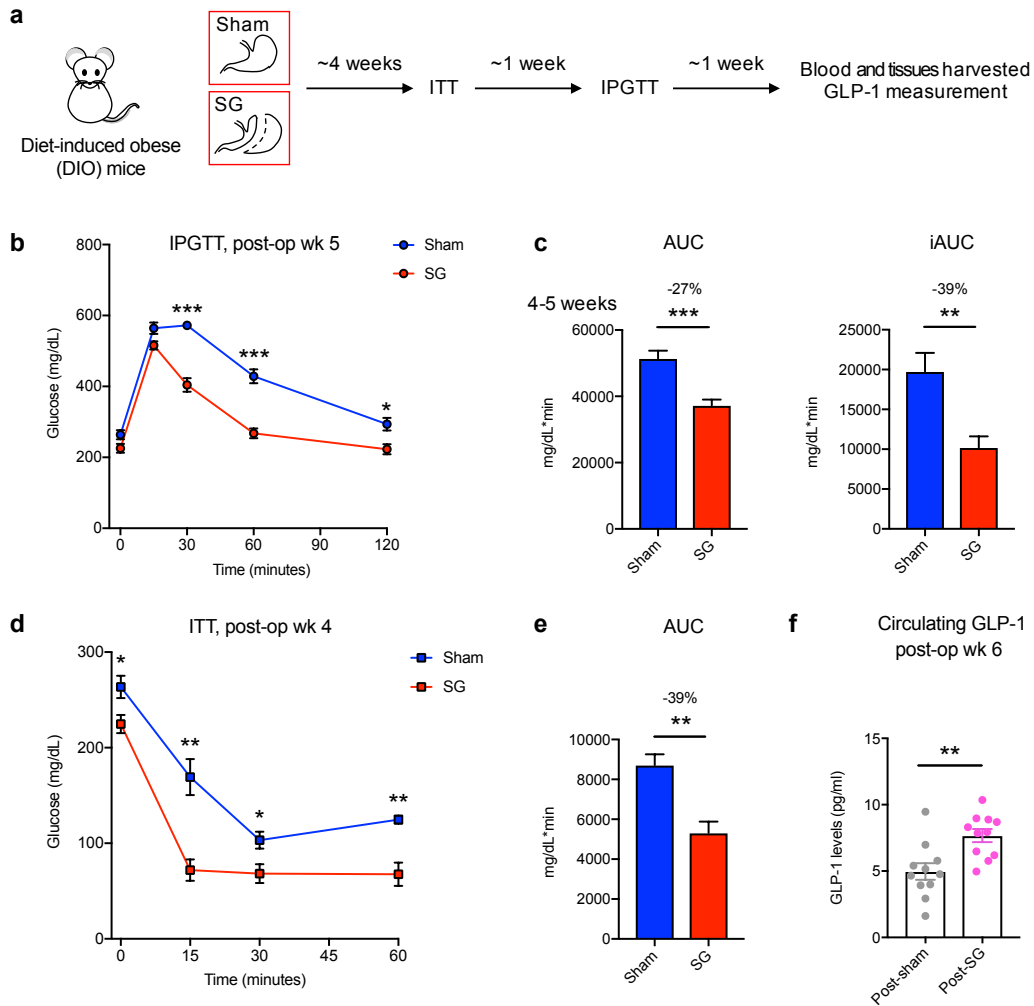 a
Sham
SG
Diet-induced obese
(DIO) mice
~4 weeks
ITT
~1 week
IPGTT
~1 week
Blood and tissues harvested
GLP-1 measurement
b
IPGTT, post-op wk 5
Sham
SG
800
600
400
200
0
Glucose (mg/dL)
***
***
*
0
30
60
90
120
Time (minutes)
c
AUC
-27%
4-5 weeks
***
60000
40000
20000
0
mg/dL*min
Sham
SG
iAUC
-39%
**
25000
20000
15000
10000
5000
0
mg/dL*min
Sham
SG
d
ITT, post-op wk 4
Sham
SG
300
200
100
0
Glucose (mg/dL)
*
**
*
**
0
15
30
45
60
Time (minutes)
e
AUC
-39%
**
10000
8000
6000
4000
2000
0
mg/dL*min
Sham
SG
f
Circulating GLP-1
post-op wk 6
**
15
10
5
0
GLP-1 levels (pg/ml)
Post-sham
Post-SG